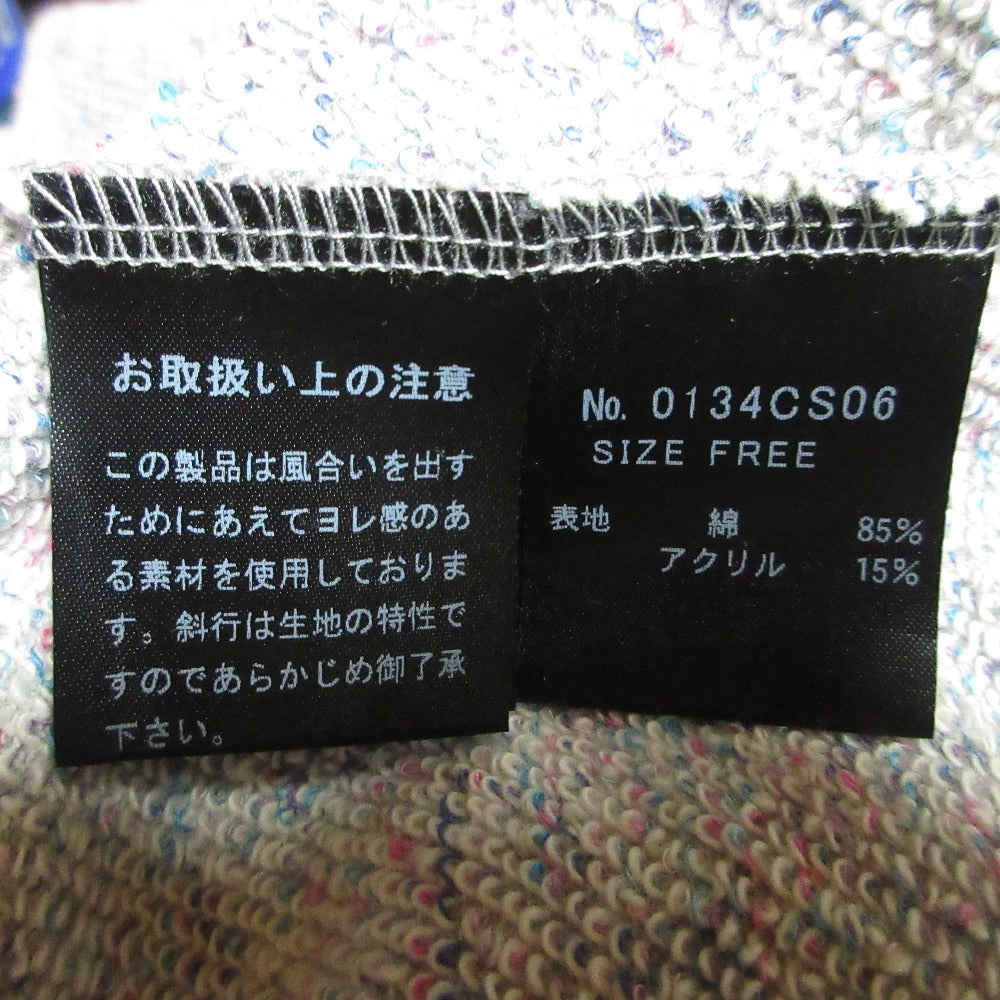 お取扱い上の注意
この製品は風合いを出す
ためにあえてヨレ感のあ
る素材を使用しておりま
す。斜行は生地の特性で
すのであらかじめ御了承
下さい。
No. 0134CS06
SIZE FREE
表地 綿 85%
アクリル 15%